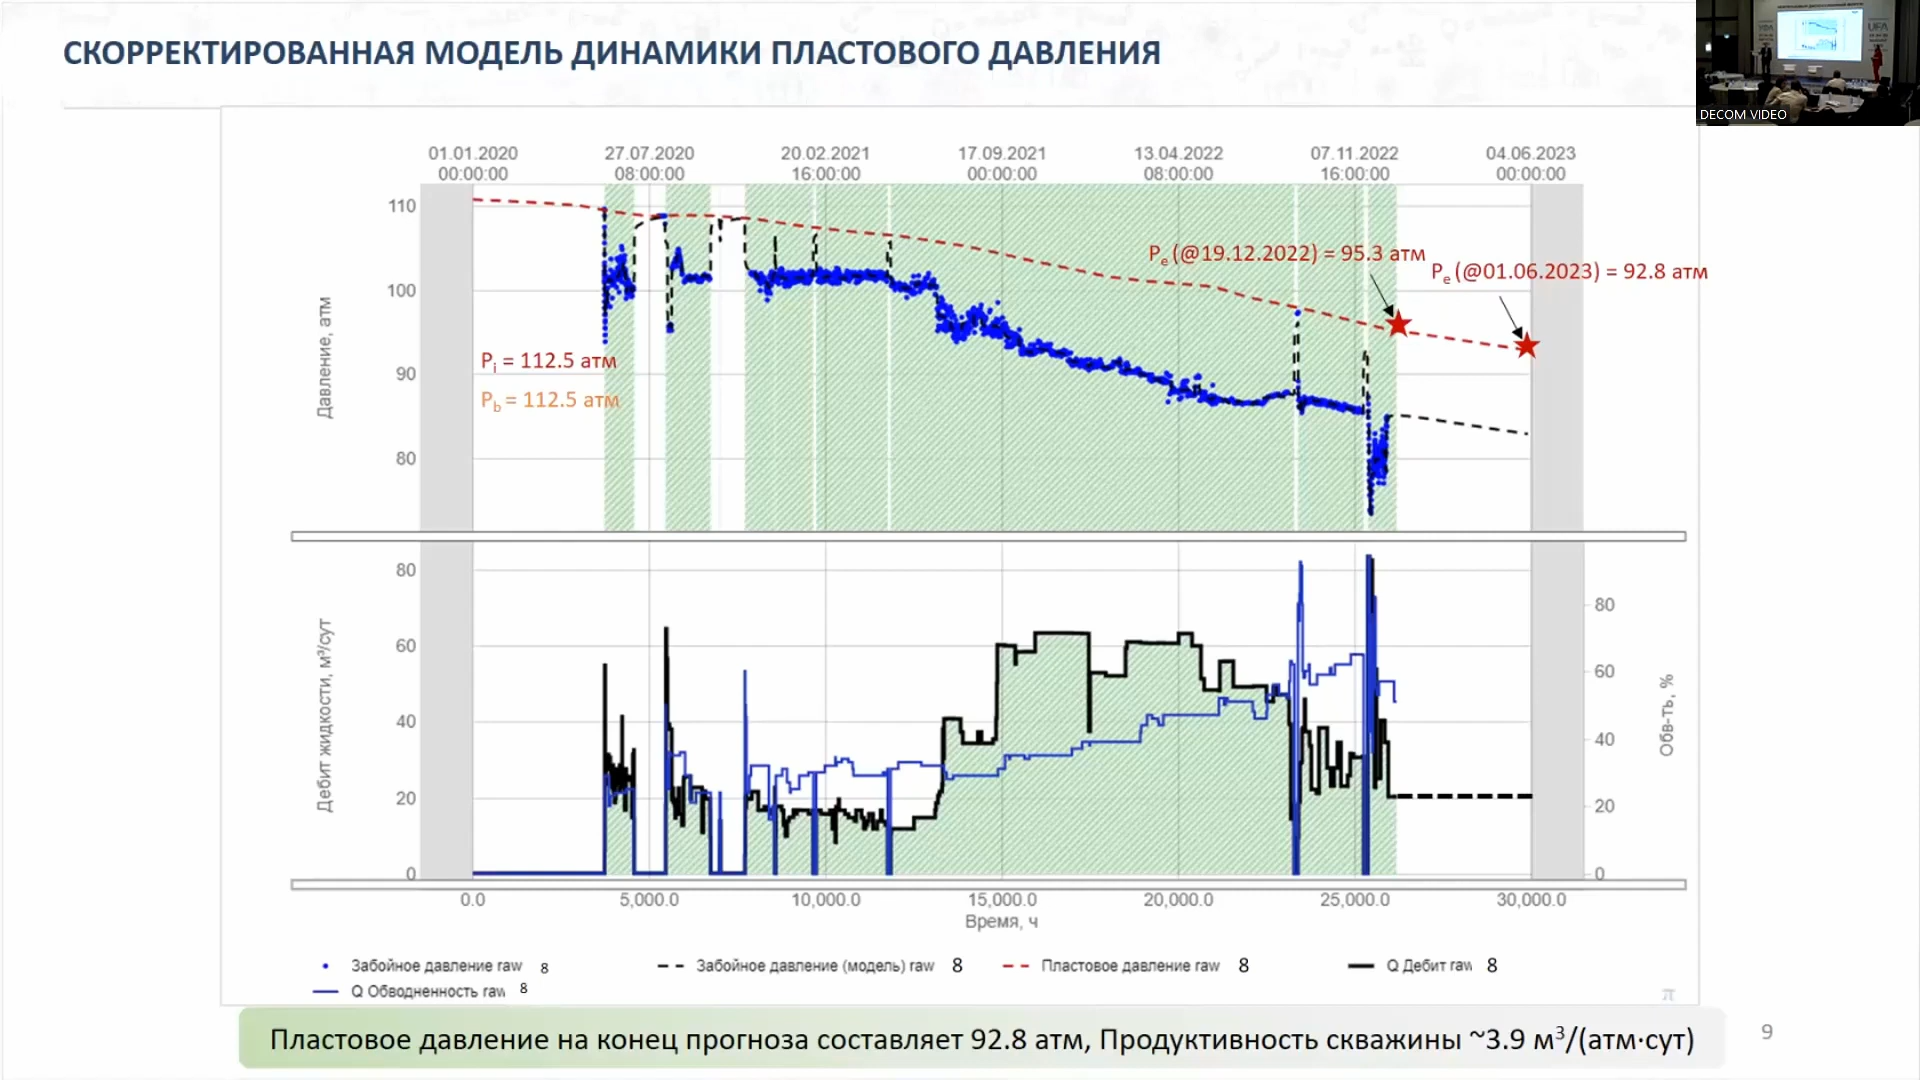 СКОРРЕКТИРОВАННАЯ МОДЕЛЬ ДИНАМИКИ ПЛАСТОВОГО ДАВЛЕНИЯ
DECOM VIDEO
01.01.2020 27.07.2020 20.02.2021 17.09.2021 13.04.2022 07.11.2022 04.06.2023
00:00:00 08:00:00 16:00:00 00:00:00 08:00:00 16:00:00 00:00:00
110
100
90
80
Давление, атм
Pe (@19.12.2022) = 95.3 атм
Pe (@01.06.2023) = 92.8 атм
Pi = 112.5 атм
Pb = 112.5 атм
80
60
40
20
0
Дебит жидкости, м³/сут
80
60
40
20
0
Обв-ть, %
0.0 5,000.0 10,000.0 15,000.0 20,000.0 25,000.0 30,000.0
Время, ч
Забойное давление raw 8 Забойное давление (модель) raw 8 Пластовое давление raw 8 Q Дебит raw 8
Q Обводненность raw 8
π
Пластовое давление на конец прогноза составляет 92.8 атм, Продуктивность скважины ~3.9 м³/(атм·сут)
9